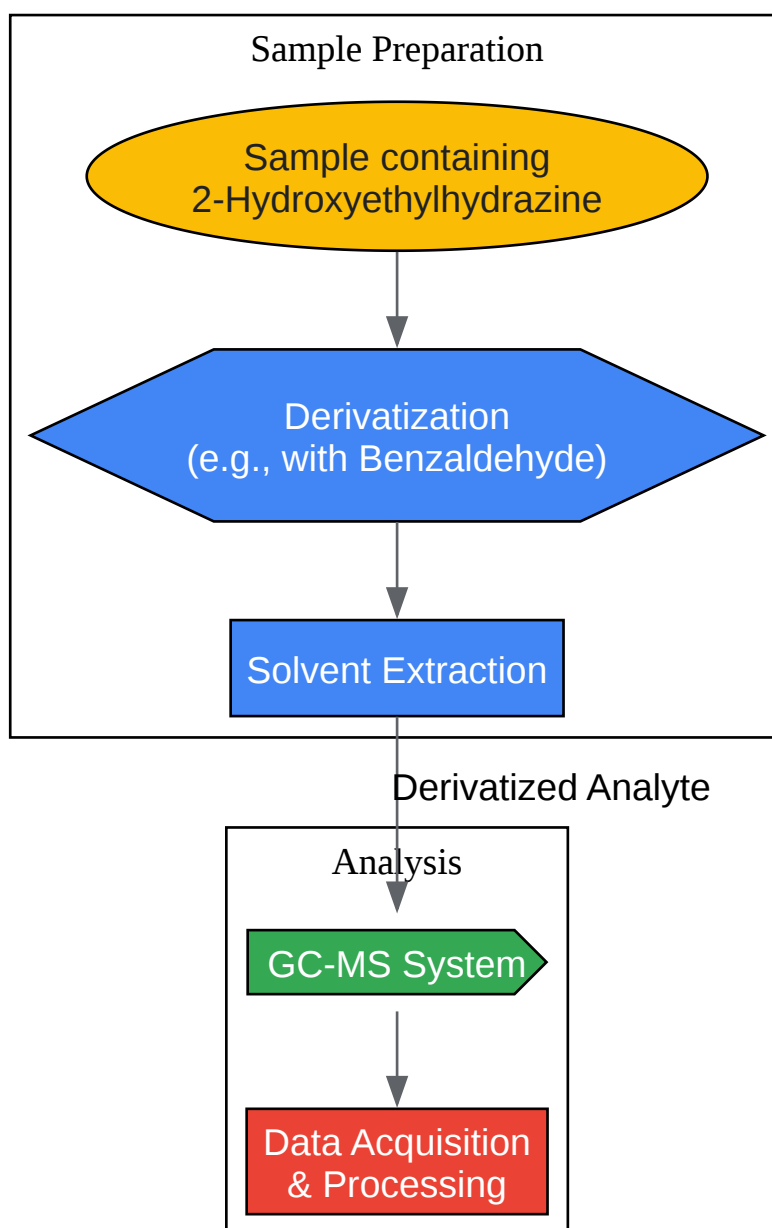 Sample Preparation
Sample containing
2-Hydroxyethylhydrazine
Derivatization
(e.g., with Benzaldehyde)
Solvent Extraction
Derivatized Analyte
Analysis
GC-MS System
Data Acquisition
& Processing